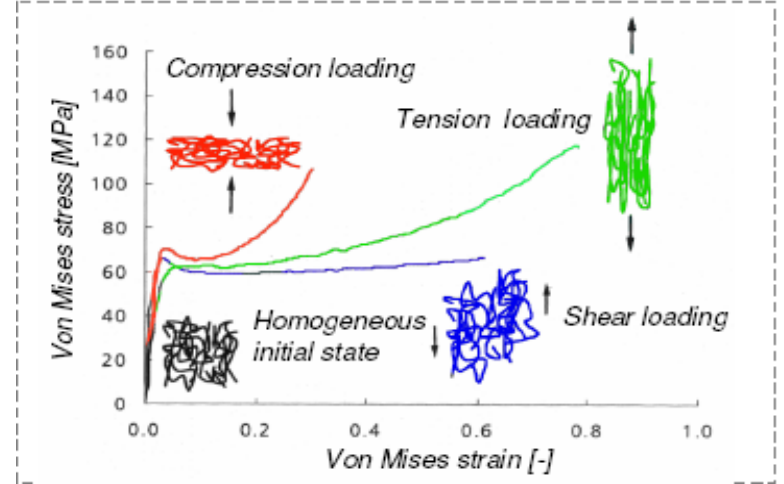 Von Mises stress [MPa]
160
140
120
100
80
60
40
20
0
Compression loading
Tension loading
Homogeneous
initial state
Shear loading
0.0 0.2 0.4 0.6 0.8 1.0
Von Mises strain [-]